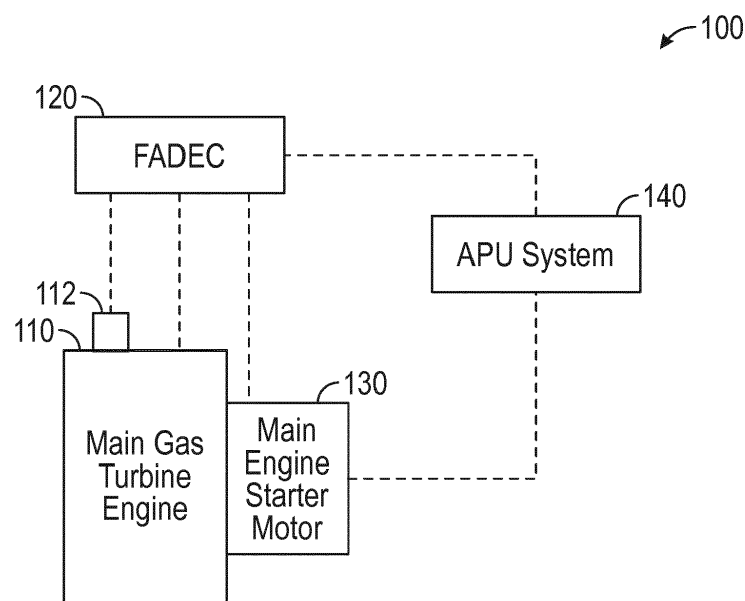 100
120
FADEC
140
APU System
112
110
130
Main Gas
Turbine
Engine
Main
Engine
Starter
Motor